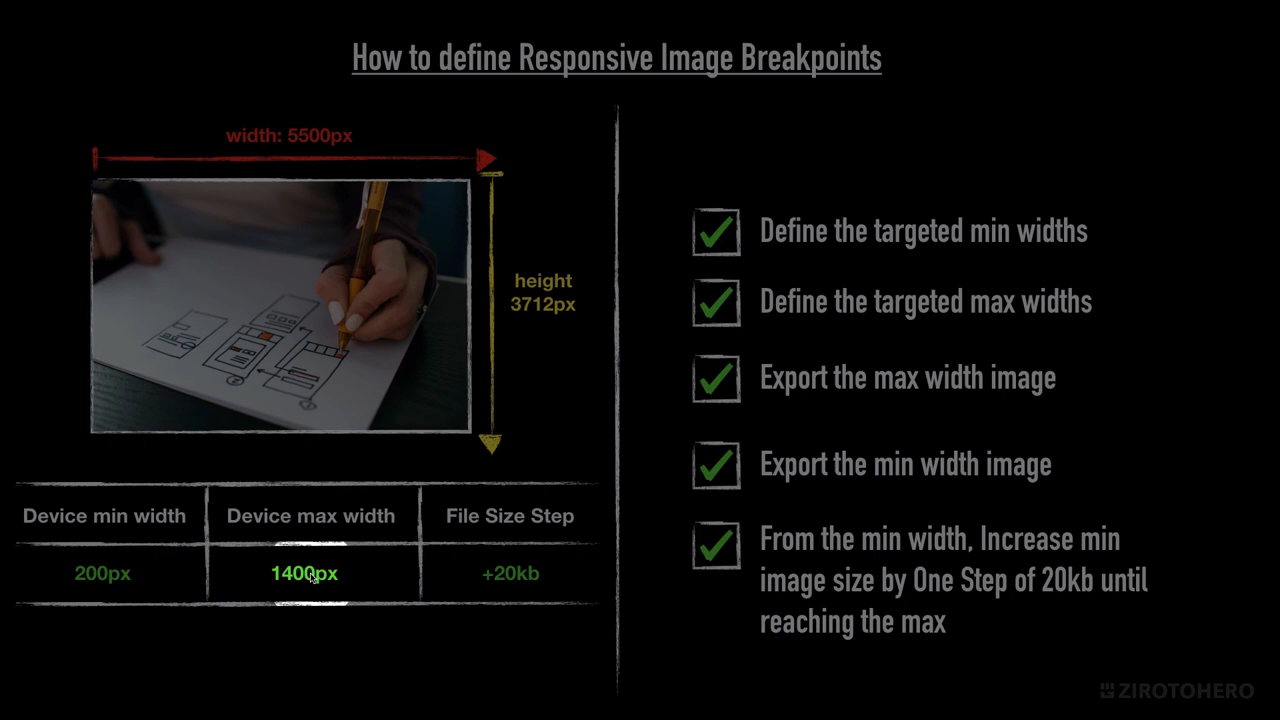 How to define Responsive Image Breakpoints
width: 5500px
height
3712px
Device min width
Device max width
File Size Step
200px
1400px
+20kb
Define the targeted min widths
Define the targeted max widths
Export the max width image
Export the min width image
From the min width, Increase min
image size by One Step of 20kb until
reaching the max
ZIROTOHERO